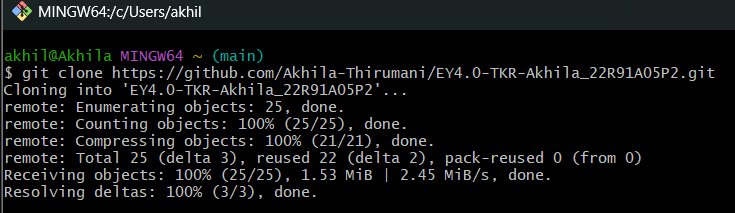 MINGW64:/c/Users/akhil
akhil@Akhila MINGW64 ~ (main)
$ git clone https://github.com/Akhila-Thirumani/EY4.0-TKR-Akhila_22R91A05P2.git
Cloning into 'EY4.0-TKR-Akhila_22R91A05P2'...
remote: Enumerating objects: 25, done.
remote: Counting objects: 100% (25/25), done.
remote: Compressing objects: 100% (21/21), done.
remote: Total 25 (delta 3), reused 22 (delta 2), pack-reused 0 (from 0)
Receiving objects: 100% (25/25), 1.53 MiB | 2.45 MiB/s, done.
Resolving deltas: 100% (3/3), done.